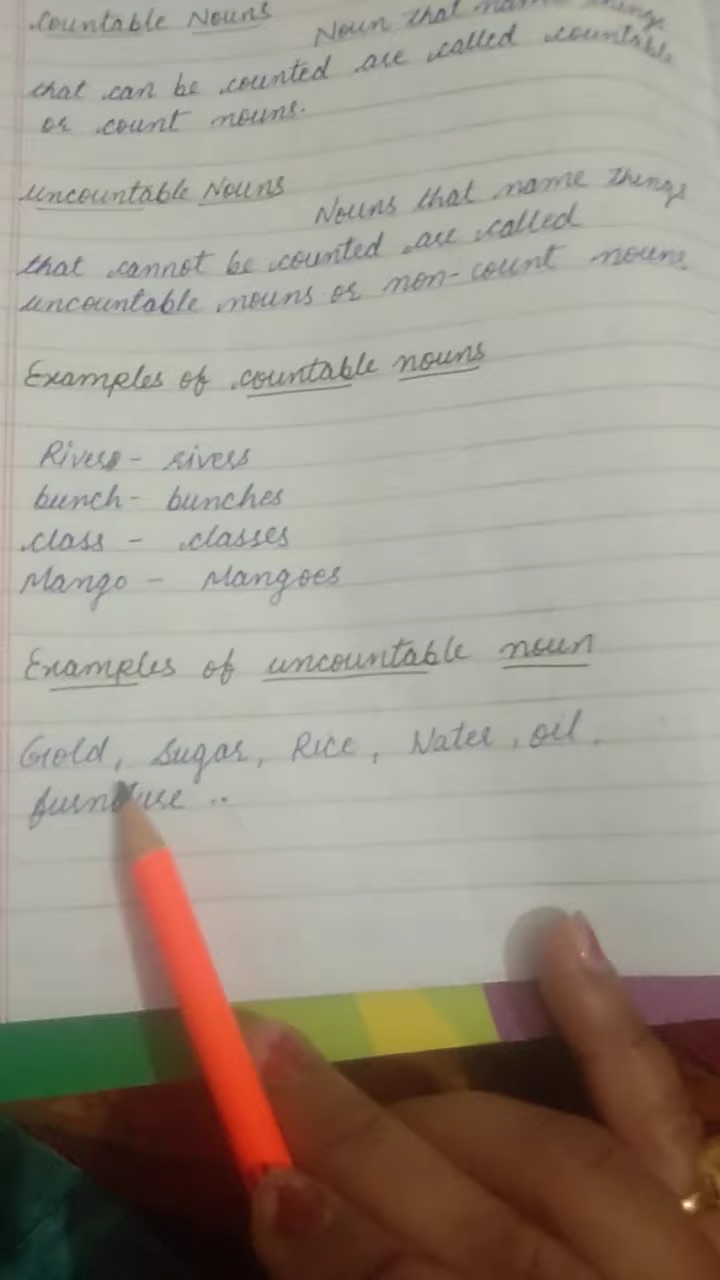 Countable Nouns
Noun that name things
that can be counted are called countable
or count nouns.
Uncountable Nouns
Nouns that name things
that cannot be counted are called
uncountable nouns or non-count nouns
Examples of countable nouns
River - rivers
bunch - bunches
class - classes
Mango - Mangoes
Examples of uncountable noun
Gold, Sugar, Rice, Water, oil,
furniture ..